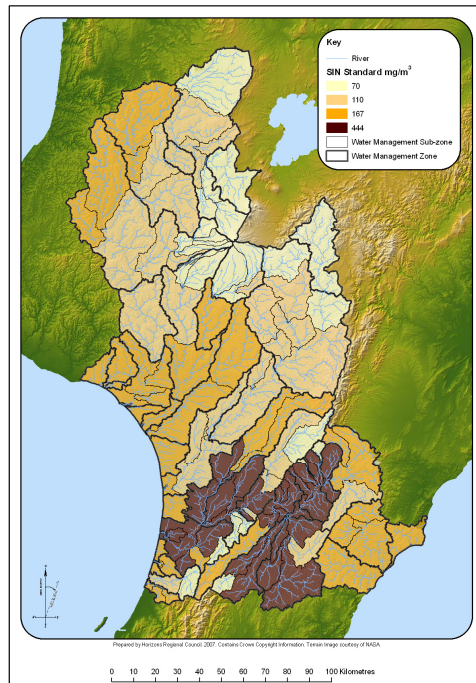 Key
River
SIN Standard mg/m³
70
110
167
444
Water Management Sub-zone
Water Management Zone
Prepared by Horizons Regional Council. 2007. Contains Crown Copyright Information. Terrain Image courtesy of NASA
0 10 20 30 40 50 60 70 80 90 100 Kilometres